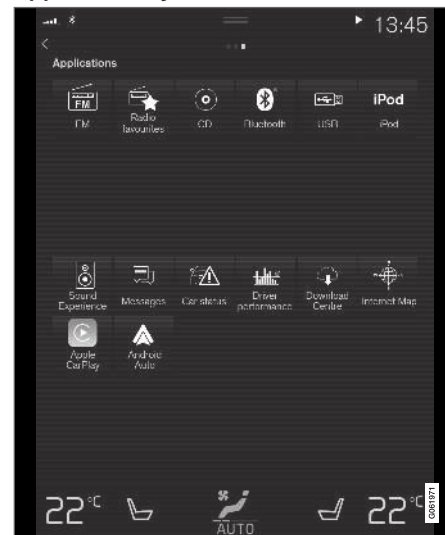 13:45
Applications
FM
iPod
FM
Radio
favourites
CD
Bluetooth
USB
iPod
Sound
Experience
Messages
Car status
Driver
performance
Download
Centre
Internet Map
Apple
CarPlay
Android
Auto
22°C
AUTO
22°C
G061971